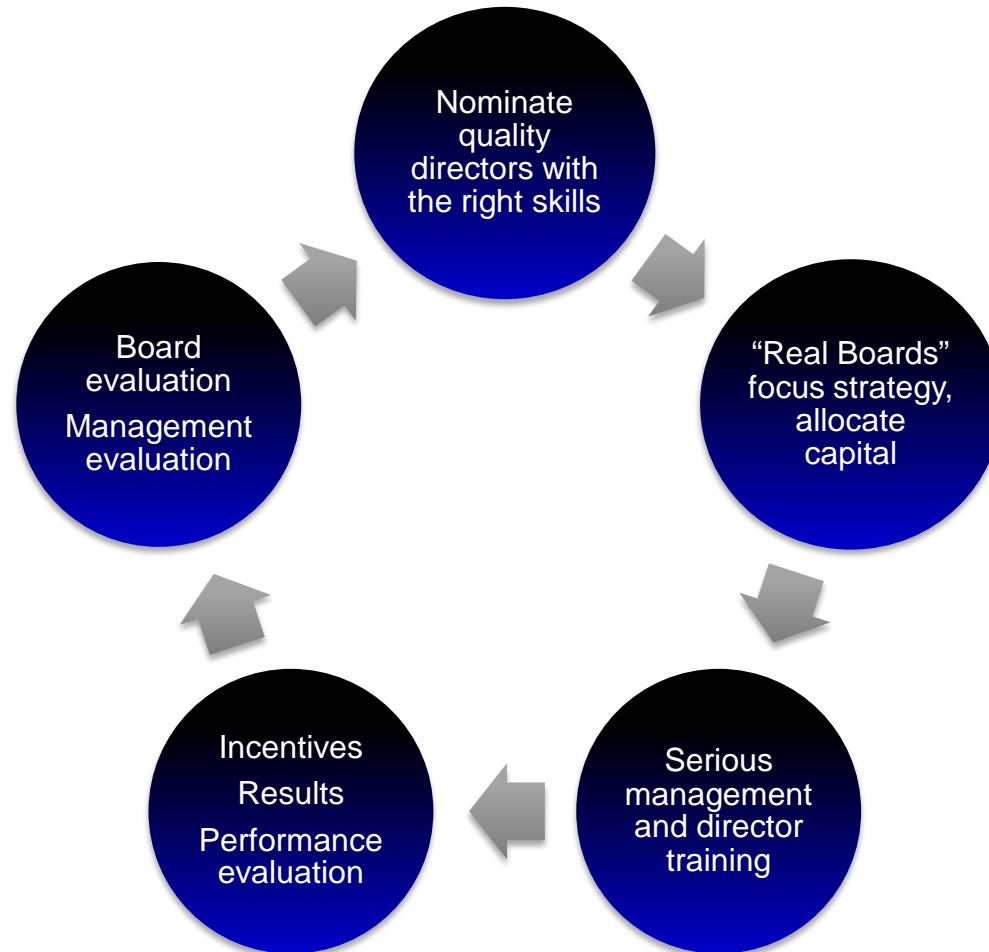 Nominate
quality
directors with
the right skills
“Real Boards”
focus strategy,
allocate
capital
Serious
management
and director
training
Incentives
Results
Performance
evaluation
Board
evaluation
Management
evaluation